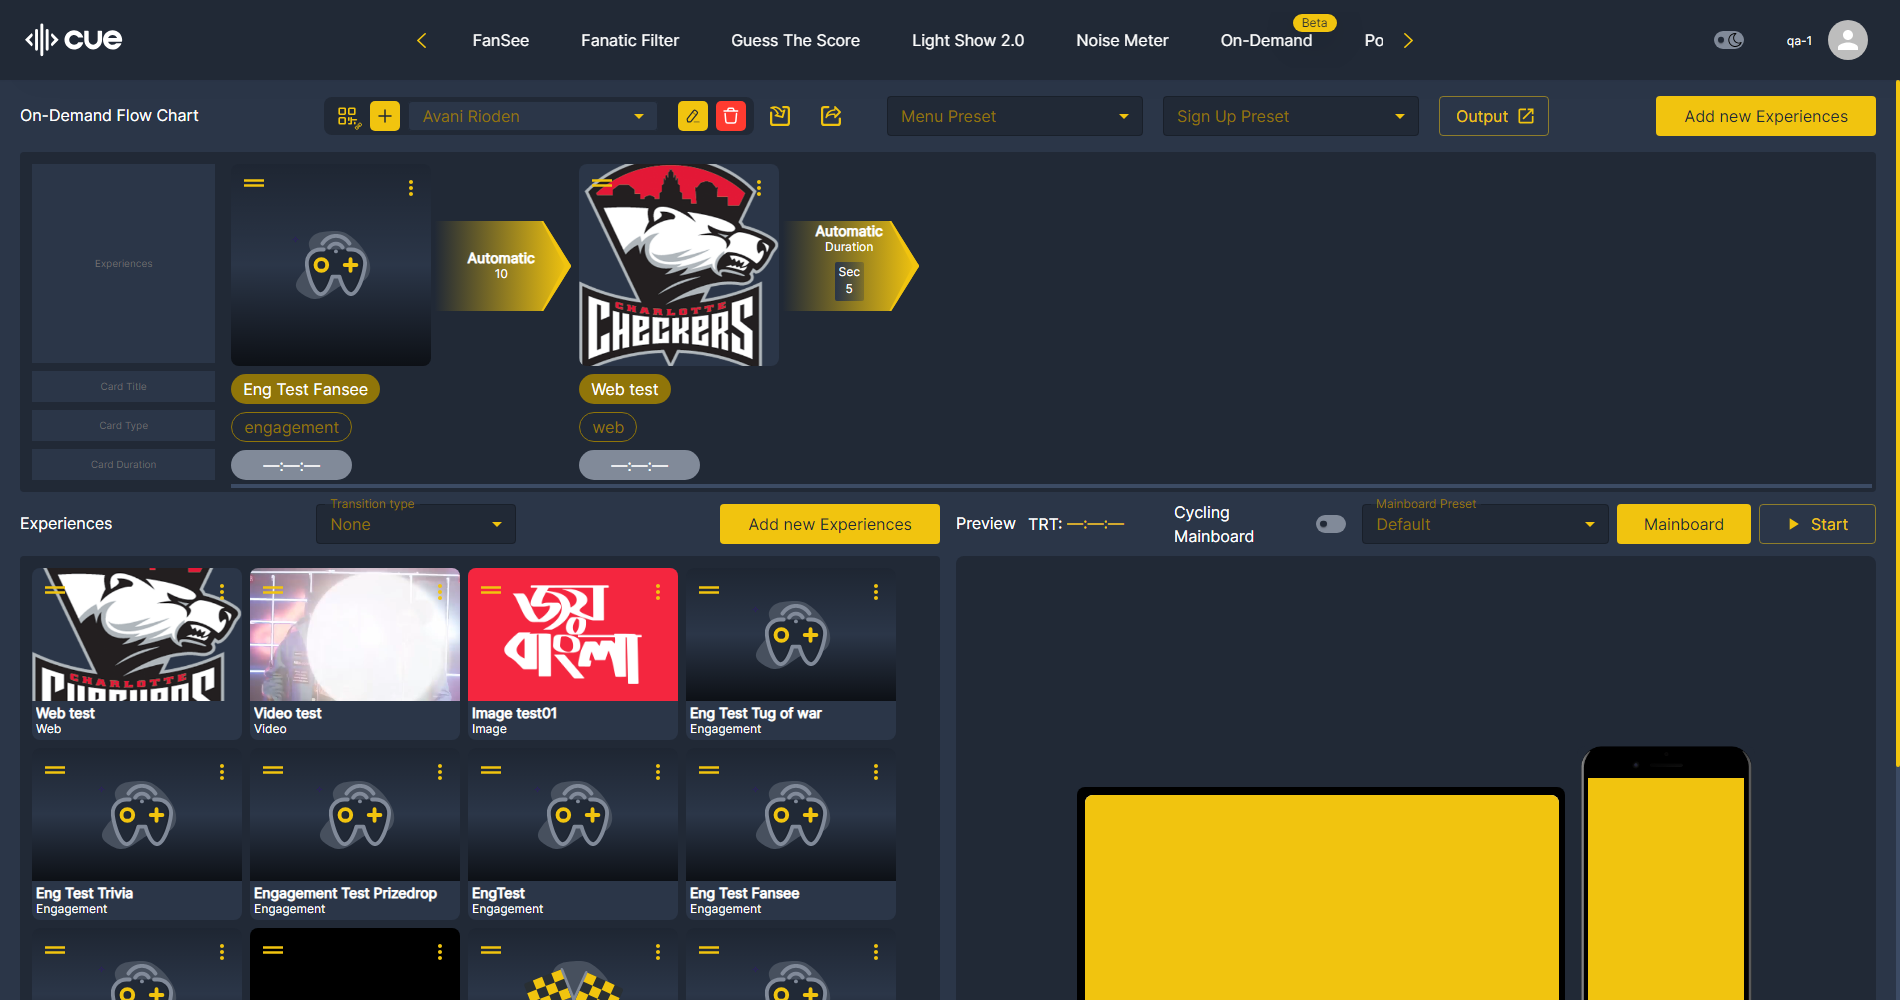 cue
FanSee
Fanatic Filter
Guess The Score
Light Show 2.0
Noise Meter
On-Demand
Beta
Po
qa-1
On-Demand Flow Chart
Avani Rioden
Menu Preset
Sign Up Preset
Output
Add new Experiences
Experiences
Automatic
10
CHARLOTTE
CHECKERS
Automatic
Duration
Sec
5
Card Title
Eng Test Fansee
Web test
Card Type
engagement
web
Card Duration
—:—:—
—:—:—
Experiences
Transition type
None
Add new Experiences
Preview
TRT: —:—:—
Cycling
Mainboard
Mainboard Preset
Default
Mainboard
Start
CHARLOTTE
CHECKERS
Web test
Web
Video test
Video
জয়
বাংলা
Image test01
Image
Eng Test Tug of war
Engagement
Eng Test Trivia
Engagement
Engagement Test Prizedrop
Engagement
EngTest
Engagement
Eng Test Fansee
Engagement